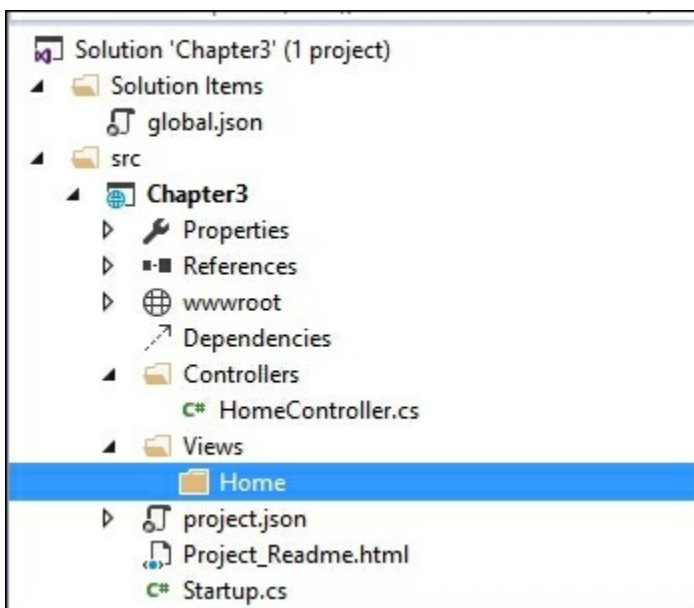 Solution 'Chapter3' (1 project)
Solution Items
global.json
src
Chapter3
Properties
References
wwwroot
Dependencies
Controllers
C# HomeController.cs
Views
Home
project.json
Project_Readme.html
C# Startup.cs